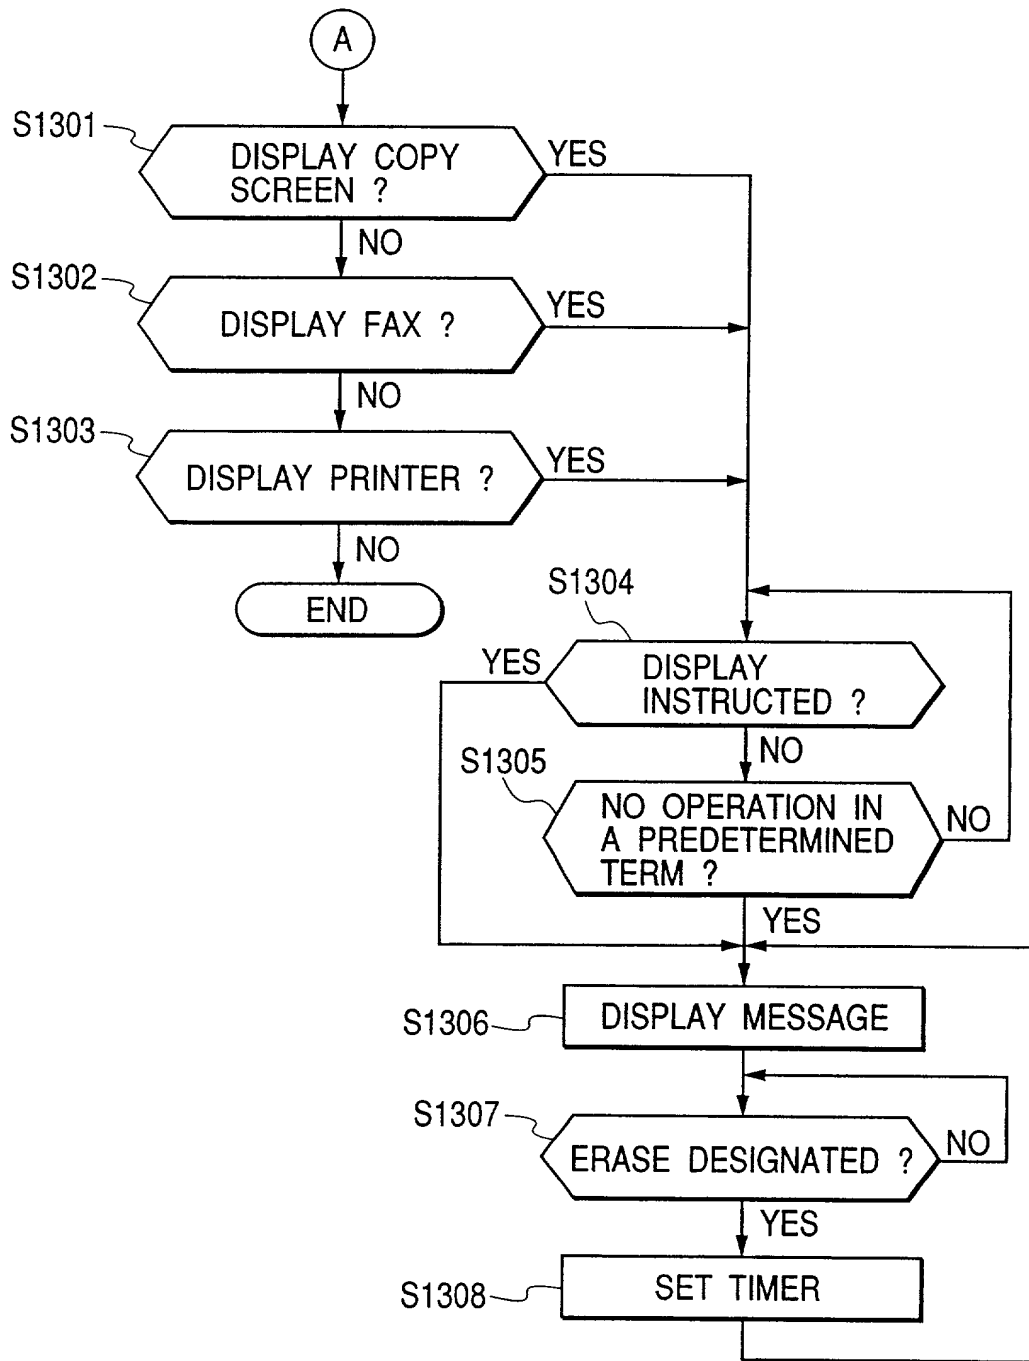 A
S1301
DISPLAY COPY
SCREEN ?
YES
NO
S1302
DISPLAY FAX ?
YES
NO
S1303
DISPLAY PRINTER ?
YES
NO
END
S1304
YES
DISPLAY
INSTRUCTED ?
NO
S1305
NO OPERATION IN
A PREDETERMINED
TERM ?
NO
YES
S1306
DISPLAY MESSAGE
S1307
ERASE DESIGNATED ?
NO
YES
S1308
SET TIMER